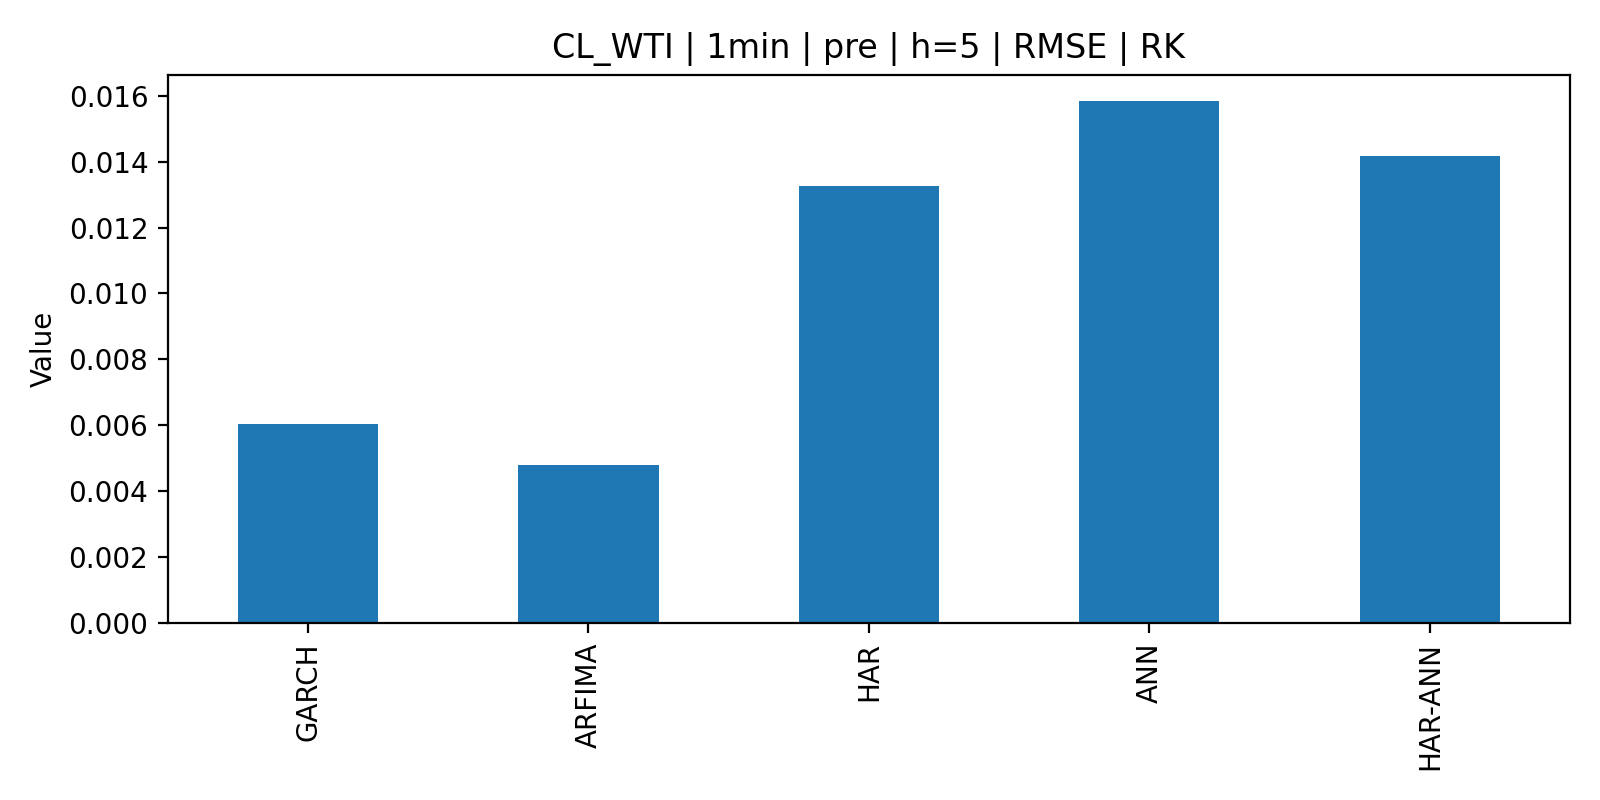 CL_WTI | 1min | pre | h=5 | RMSE | RK
Value
0.016
0.014
0.012
0.010
0.008
0.006
0.004
0.002
0.000
GARCH
ARFIMA
HAR
ANN
HAR-ANN